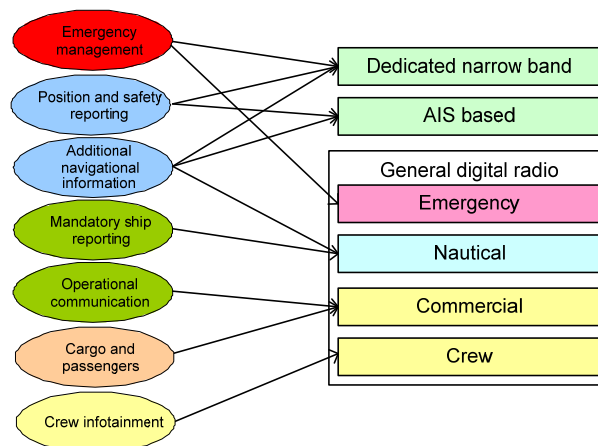 Emergency
management
Position and safety
reporting
Additional
navigational
information
Mandatory ship
reporting
Operational
communication
Cargo and
passengers
Crew infotainment
Dedicated narrow band
AIS based
General digital radio
Emergency
Nautical
Commercial
Crew